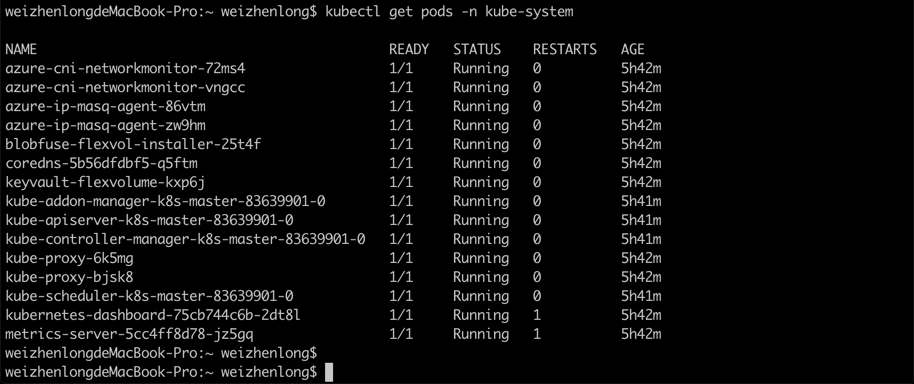 weizhenlongdeMacBook-Pro:~ weizhenlong$ kubectl get pods -n kube-system
NAME READY STATUS RESTARTS AGE
azure-cni-networkmonitor-72ms4 1/1 Running 0 5h42m
azure-cni-networkmonitor-vngcc 1/1 Running 0 5h42m
azure-ip-masq-agent-86vtm 1/1 Running 0 5h42m
azure-ip-masq-agent-zw9hm 1/1 Running 0 5h42m
blobfuse-flexvol-installer-25t4f 1/1 Running 0 5h42m
coredns-5b56dfdbf5-q5ftm 1/1 Running 0 5h42m
keyvault-flexvolume-kxp6j 1/1 Running 0 5h42m
kube-addon-manager-k8s-master-83639901-0 1/1 Running 0 5h41m
kube-apiserver-k8s-master-83639901-0 1/1 Running 0 5h41m
kube-controller-manager-k8s-master-83639901-0 1/1 Running 0 5h41m
kube-proxy-6k5mg 1/1 Running 0 5h42m
kube-proxy-bjsk8 1/1 Running 0 5h42m
kube-scheduler-k8s-master-83639901-0 1/1 Running 0 5h41m
kubernetes-dashboard-75cb744c6b-2dt8l 1/1 Running 1 5h42m
metrics-server-5cc4ff8d78-jz5gq 1/1 Running 1 5h42m
weizhenlongdeMacBook-Pro:~ weizhenlong$
weizhenlongdeMacBook-Pro:~ weizhenlong$